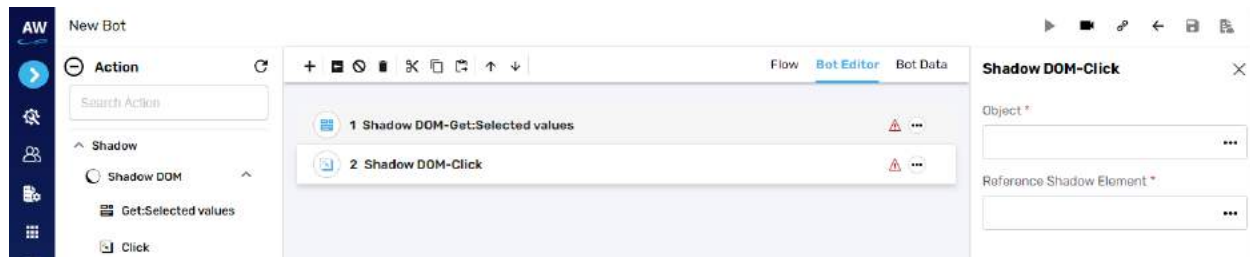 AW
New Bot
Action
Search Action
Shadow
Shadow DOM
Get:Selected values
Click
Flow Bot Editor Bot Data
1 Shadow DOM-Get:Selected values
2 Shadow DOM-Click
Shadow DOM-Click
Object *
Reference Shadow Element *